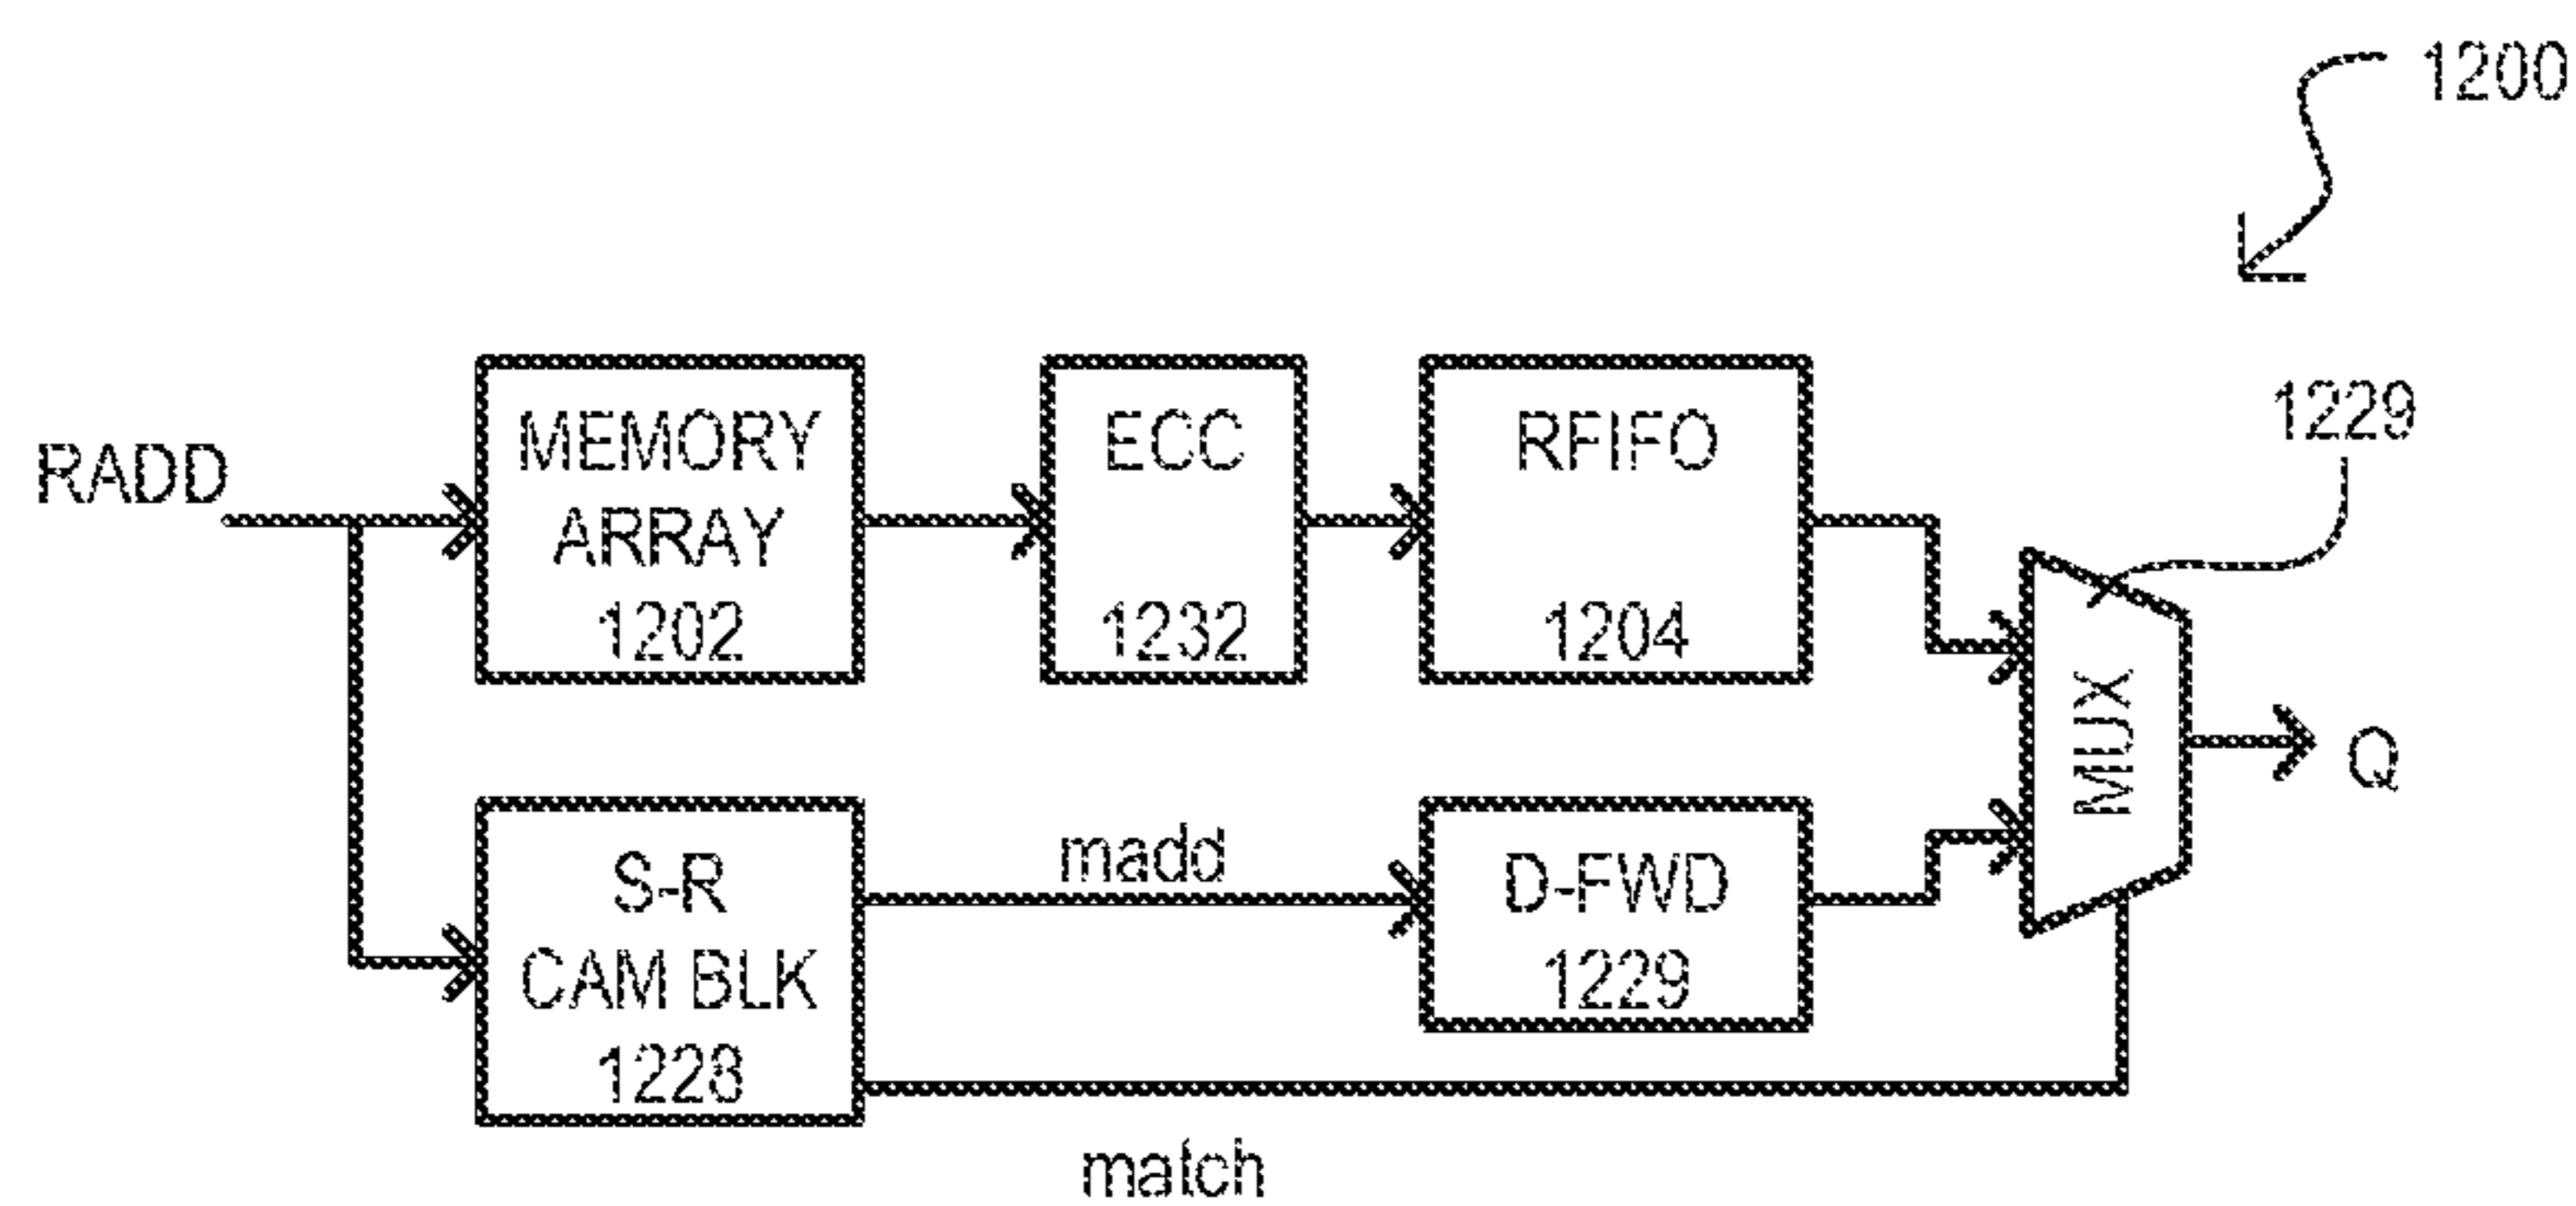 1200
1229
RADD
MEMORY
ARRAY
1202
ECC
1232
RFIFO
1204
MUX
Q
S-R
CAM BLK
1228
madd
D-FWD
1229
match